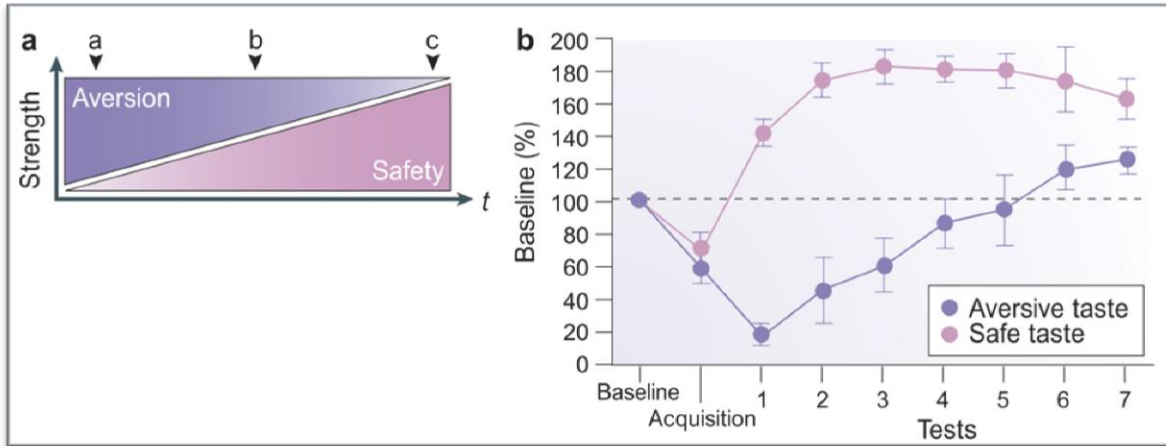 a
a b c
Aversion
Safety
Strength
t
b
200
180
160
140
120
100
80
60
40
20
0
Baseline (%)
Aversive taste
Safe taste
Baseline
Acquisition
1 2 3 4 5 6 7
Tests